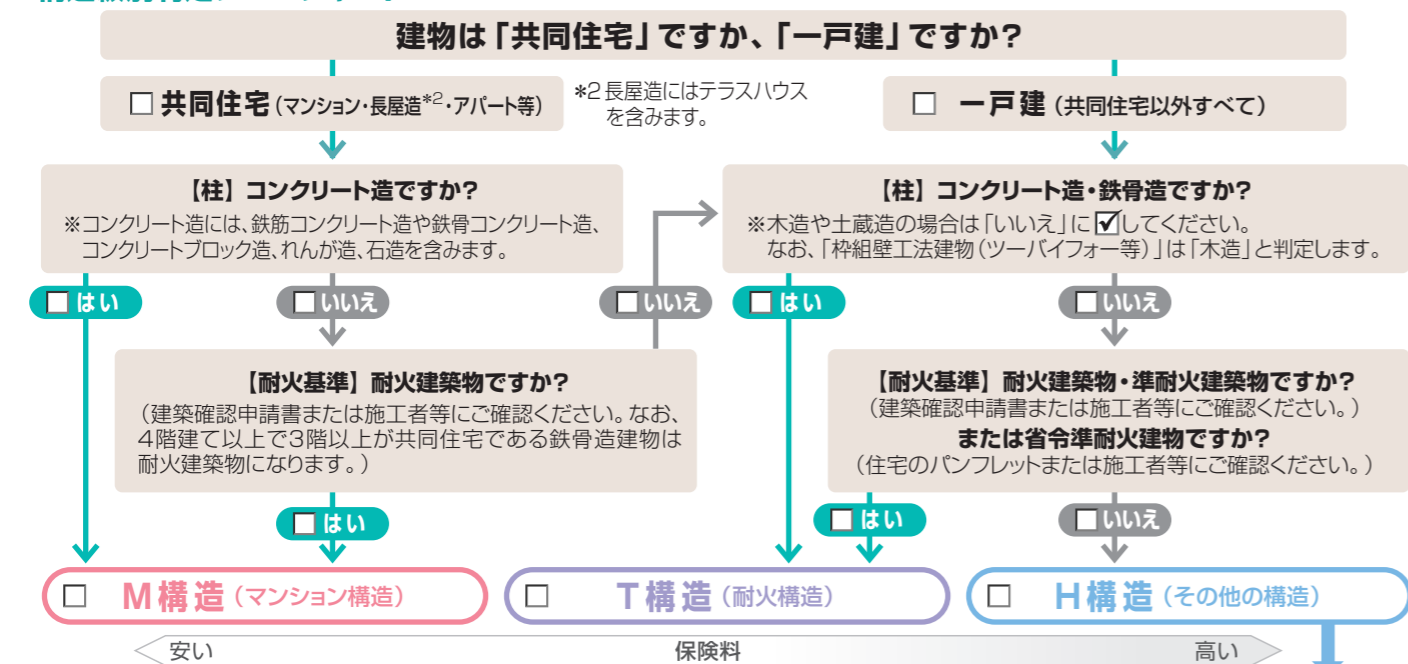 建物は「共同住宅」ですか、「一戸建」ですか?
□ 共同住宅(マンション・長屋造*2・アパート等)
*2 長屋造にはテラスハウス
を含みます。
□ 一戸建(共同住宅以外すべて)
【柱】コンクリート造ですか?
※コンクリート造には、鉄筋コンクリート造や鉄骨コンクリート造、
コンクリートブロック造、れんが造、石造を含みます。
【柱】コンクリート造・鉄骨造ですか?
※木造や土蔵造の場合は「いいえ」に☑してください。
なお、「枠組壁工法建物(ツーバイフォー等)」は「木造」と判定します。
□ はい
□ いいえ
□ いいえ
□ はい
□ いいえ
【耐火基準】耐火建築物ですか?
(建築確認申請書または施工者等にご確認ください。なお、
4階建て以上で3階以上が共同住宅である鉄骨造建物は
耐火建築物になります。)
【耐火基準】耐火建築物・準耐火建築物ですか?
(建築確認申請書または施工者等にご確認ください。)
または省令準耐火建物ですか?
(住宅のパンフレットまたは施工者等にご確認ください。)
□ はい
□ はい
□ いいえ
□ M構造(マンション構造)
□ T構造(耐火構造)
□ H構造(その他の構造)
安い
保険料
高い